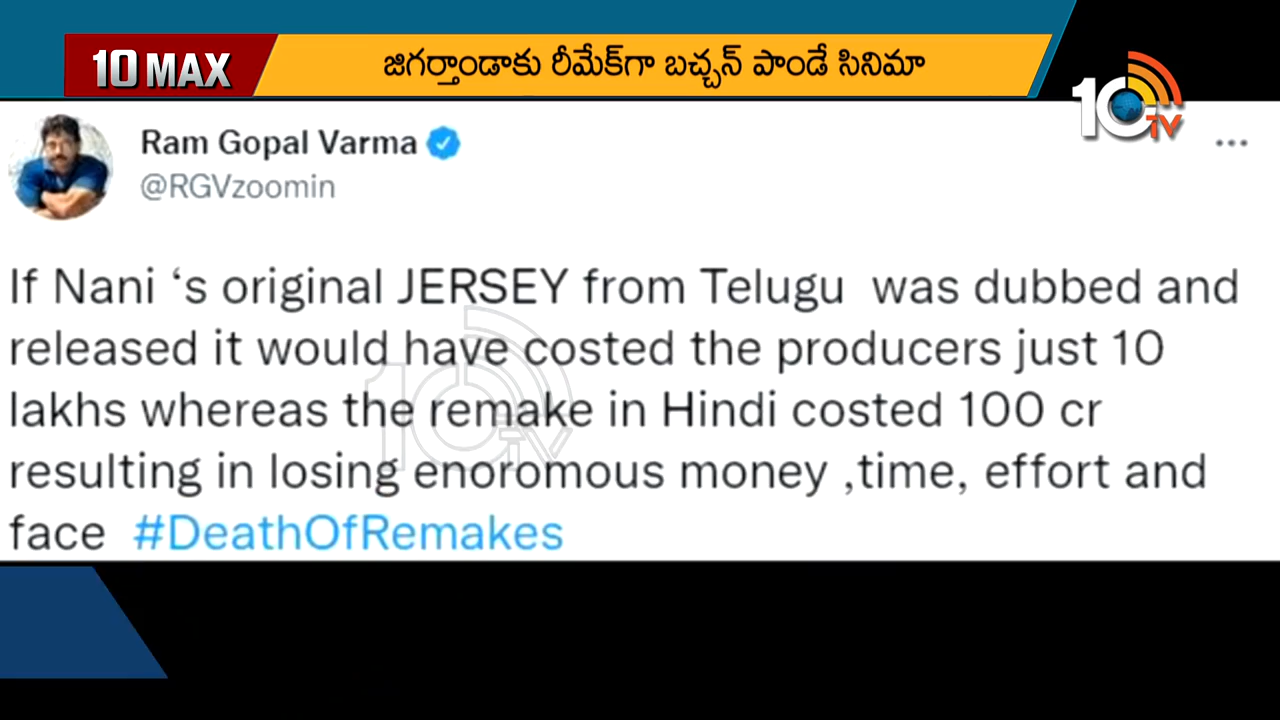 10 MAX
జిగర్తాండాకు రీమేక్‌గా బచ్చన్ పాండే సినిమా
10TV
Ram Gopal Varma
@RGVzoomin
If Nani ‘s original JERSEY from Telugu  was dubbed and
released it would have costed the producers just 10
lakhs whereas the remake in Hindi costed 100 cr
resulting in losing enoromous money ,time, effort and
face  #DeathOfRemakes
10TV